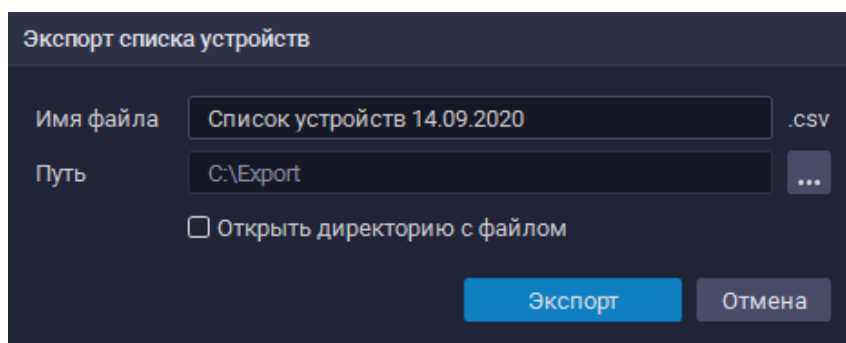 Экспорт списка устройств
Имя файла Список устройств 14.09.2020 .csv
Путь C:\Export ...
Открыть директорию с файлом
Экспорт Отмена